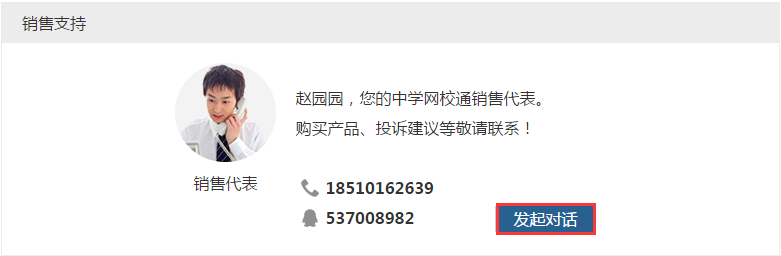 销售支持
赵园园，您的中学网校通销售代表。
购买产品、投诉建议等敬请联系！
销售代表
18510162639
537008982
发起对话